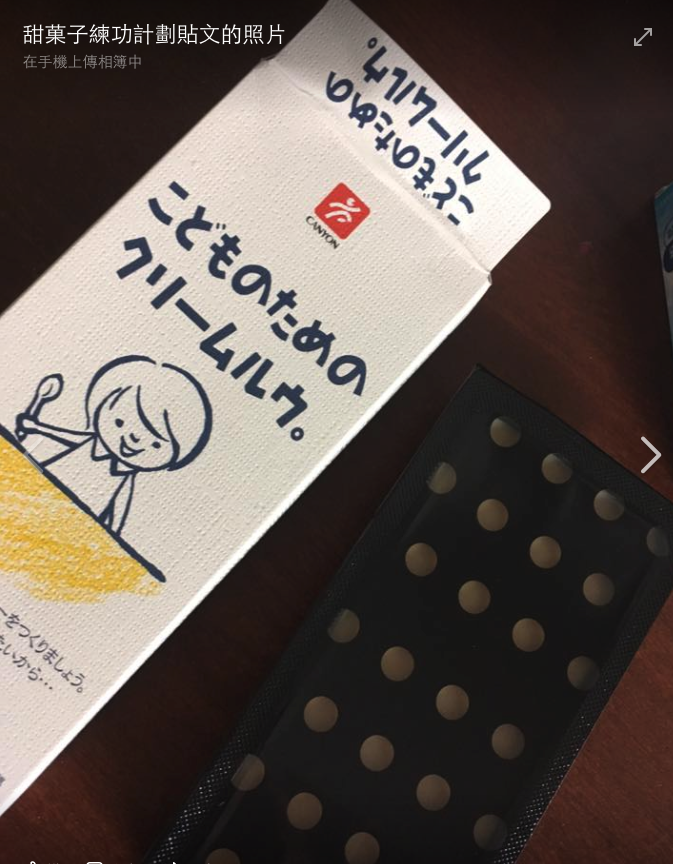 甜菓子練功計劃貼文的照片
在手機上傳相簿中
こどものための
クリームルウ。
CANYON
こどものための
クリームルウ。
ーをつくりましょう。
いから…